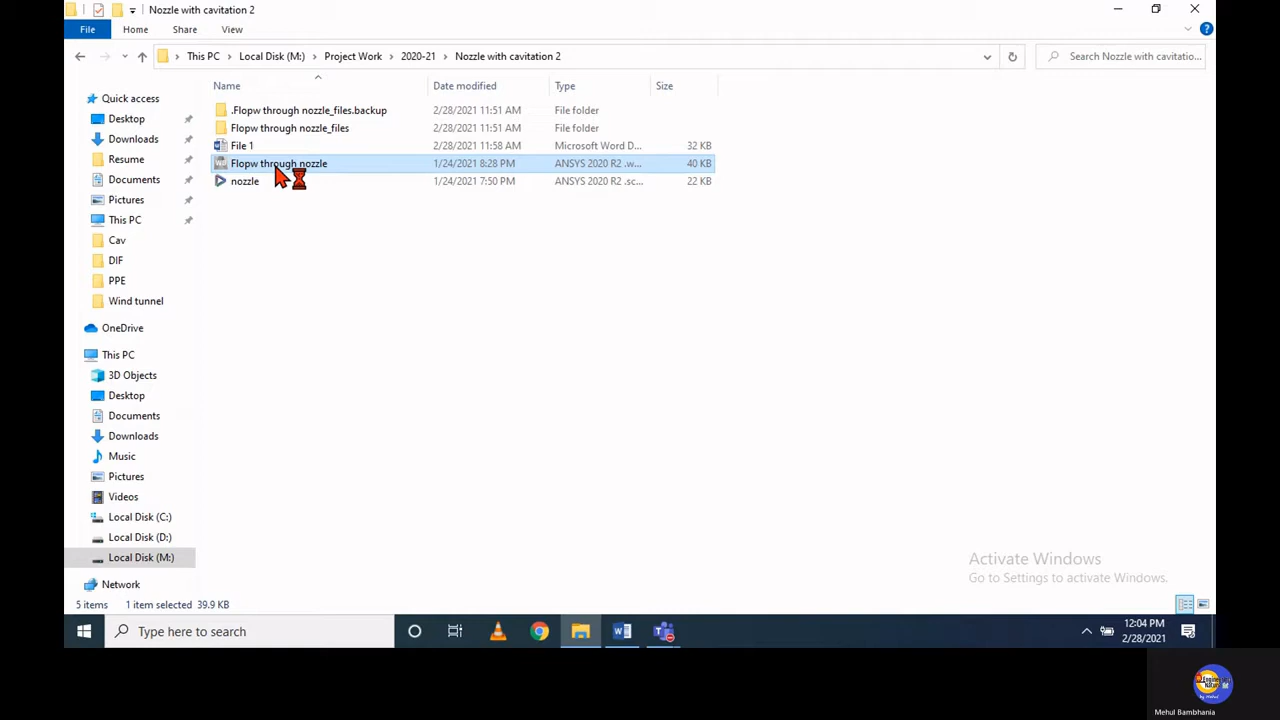 Nozzle with cavitation 2
File Home Share View
This PC Local Disk (M:) Project Work 2020-21 Nozzle with cavitation 2 Search Nozzle with cavitatio...
Name Date modified Type Size
.Flopw through nozzle_files.backup 2/28/2021 11:51 AM File folder
Flopw through nozzle_files 2/28/2021 11:51 AM File folder
File 1 2/28/2021 11:58 AM Microsoft Word D... 32 KB
Flopw through nozzle 1/24/2021 8:28 PM ANSYS 2020 R2 .w... 40 KB
nozzle 1/24/2021 7:50 PM ANSYS 2020 R2 .sc... 22 KB
Quick access
Desktop
Downloads
Resume
Documents
Pictures
This PC
Cav
DIF
PPE
Wind tunnel
OneDrive
This PC
3D Objects
Desktop
Documents
Downloads
Music
Pictures
Videos
Local Disk (C:)
Local Disk (D:)
Local Disk (M:)
Network
Activate Windows
Go to Settings to activate Windows.
5 items 1 item selected 39.9 KB
Type here to search
12:04 PM
2/28/2021
Mehul Bambhania